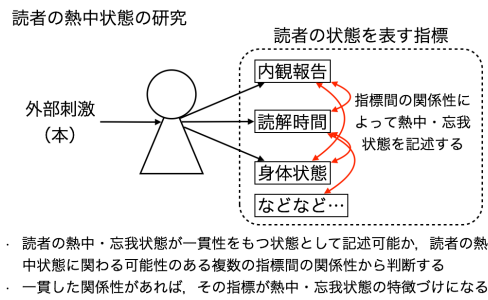 読者の熱中状態の研究
読者の状態を表す指標
内観報告
外部刺激
（本）
読解時間
身体状態
などなど…
指標間の関係性に
よって熱中・忘我
状態を記述する
· 読者の熱中・忘我状態が一貫性をもつ状態として記述可能か，読者の熱
中状態に関わる可能性のある複数の指標間の関係性から判断する
· 一貫した関係性があれば，その指標が熱中・忘我状態の特徴づけになる